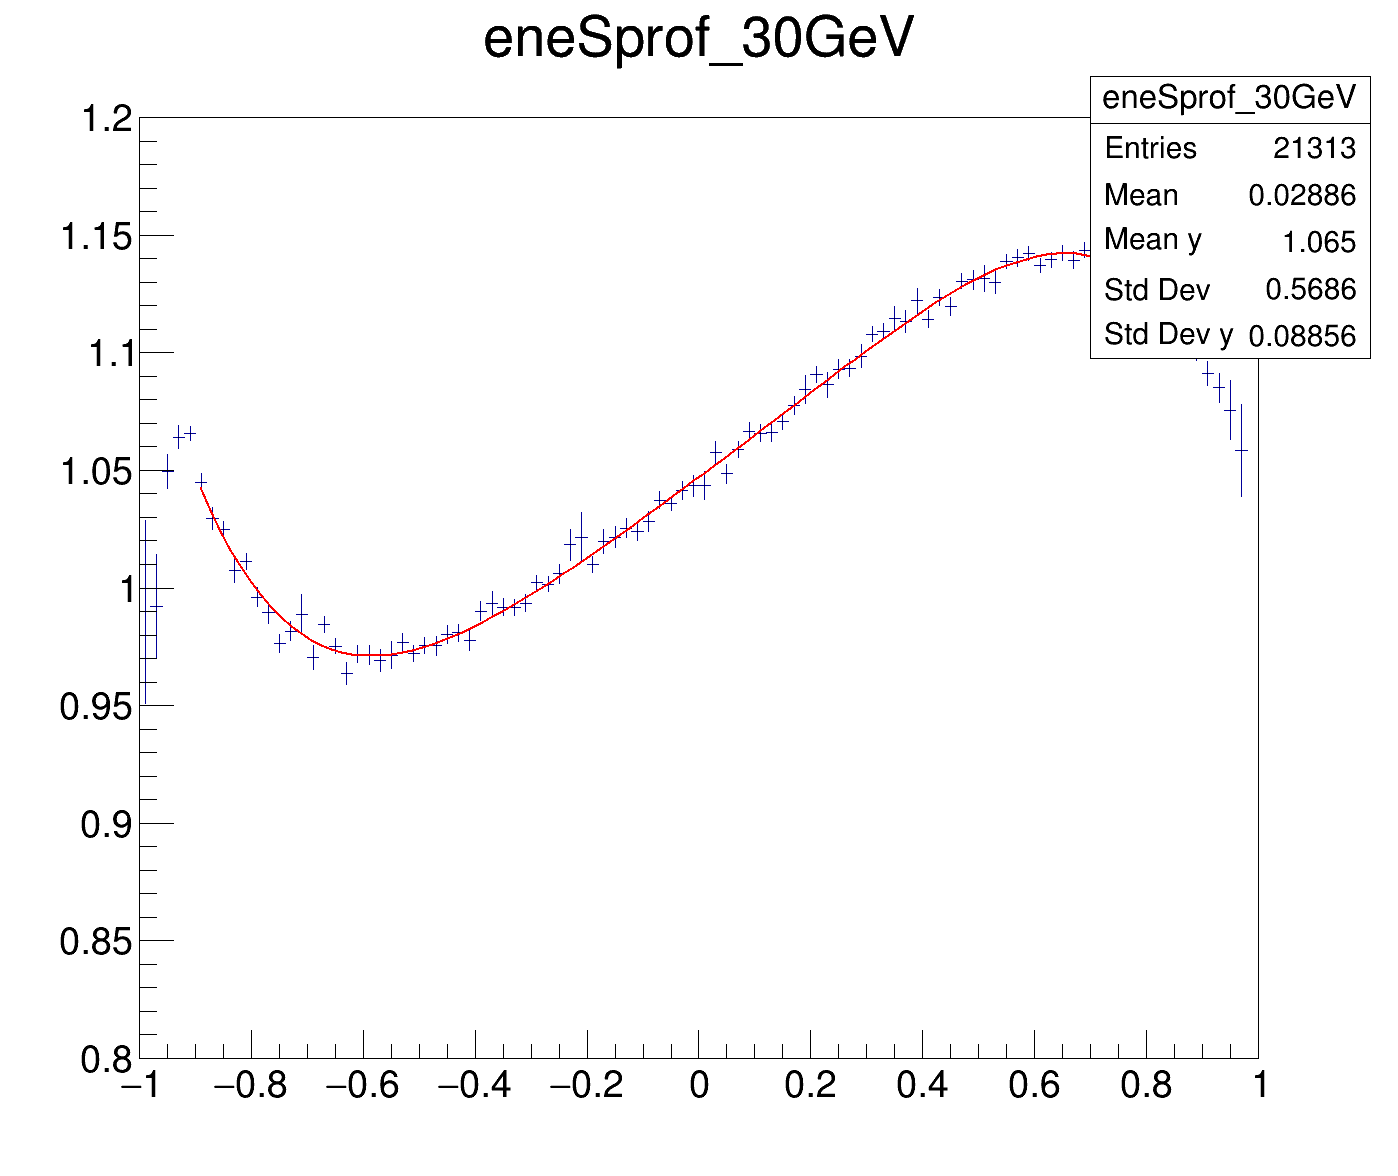 eneSprof_30GeV
eneSprof_30GeV
Entries 21313
Mean 0.02886
Mean y 1.065
Std Dev 0.5686
Std Dev y 0.08856
1.2
1.15
1.1
1.05
1
0.95
0.9
0.85
0.8
−1 −0.8 −0.6 −0.4 −0.2 0 0.2 0.4 0.6 0.8 1